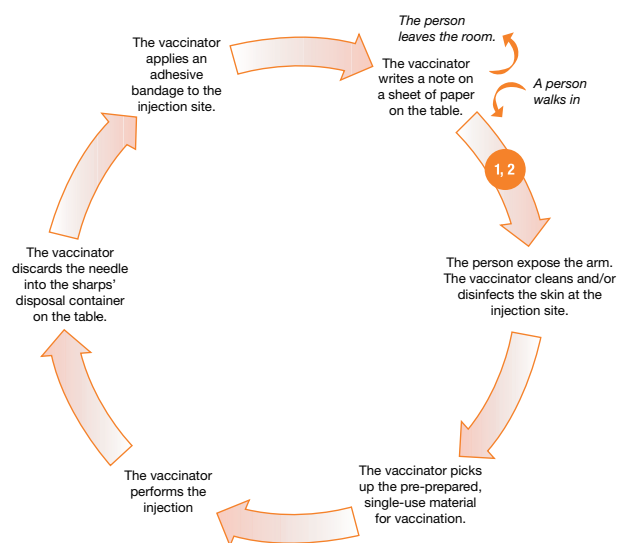 The person
leaves the room.
The vaccinator
writes a note on
a sheet of paper
on the table.
A person
walks in
1, 2
The person expose the arm.
The vaccinator cleans and/or
disinfects the skin at the
injection site.
The vaccinator picks
up the pre-prepared,
single-use material
for vaccination.
The vaccinator
performs the
injection
The vaccinator
discards the needle
into the sharps’
disposal container
on the table.
The vaccinator
applies an
adhesive
bandage to the
injection site.